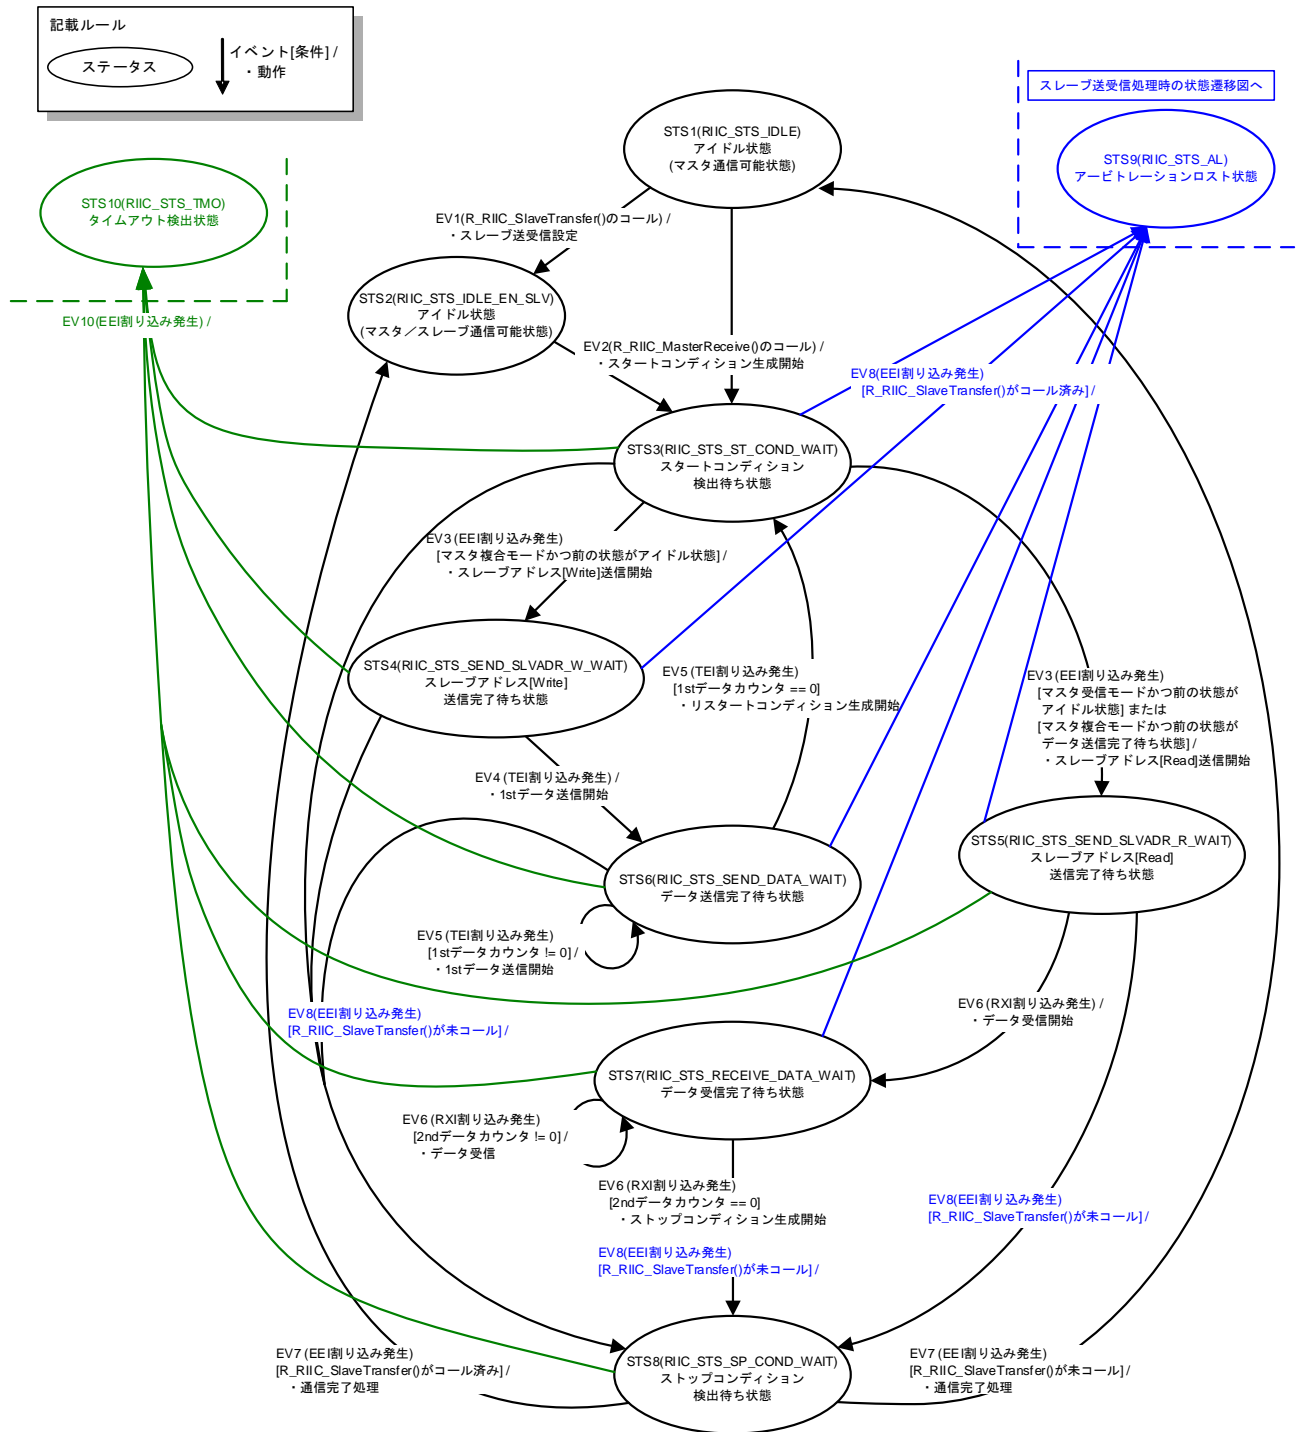 記載ルール
ステータス
イベント[条件] /
・動作
スレーブ送受信処理時の状態遷移図へ
STS1(RIIC_STS_IDLE)
アイドル状態
(マスタ通信可能状態)
STS9(RIIC_STS_AL)
アービトレーションロスト状態
STS10(RIIC_STS_TMO)
タイムアウト検出状態
EV1(R_RIIC_SlaveTransfer()のコール) /
・スレーブ送受信設定
STS2(RIIC_STS_IDLE_EN_SLV)
アイドル状態
(マスタ／スレーブ通信可能状態)
EV10(EEI割り込み発生) /
EV2(R_RIIC_MasterReceive()のコール) /
・スタートコンディション生成開始
EV8(EEI割り込み発生)
[R_RIIC_SlaveTransfer()がコール済み] /
STS3(RIIC_STS_ST_COND_WAIT)
スタートコンディション
検出待ち状態
EV3 (EEI割り込み発生)
[マスタ複合モードかつ前の状態がアイドル状態] /
・スレーブアドレス[Write]送信開始
STS4(RIIC_STS_SEND_SLVADR_W_WAIT)
スレーブアドレス[Write]
送信完了待ち状態
EV5 (TEI割り込み発生)
[1stデータカウンタ == 0]
・リスタートコンディション生成開始
EV3 (EEI割り込み発生)
[マスタ受信モードかつ前の状態が
アイドル状態] または
[マスタ複合モードかつ前の状態が
データ送信完了待ち状態] /
・スレーブアドレス[Read]送信開始
EV4 (TEI割り込み発生) /
・1stデータ送信開始
STS5(RIIC_STS_SEND_SLVADR_R_WAIT)
スレーブアドレス[Read]
送信完了待ち状態
STS6(RIIC_STS_SEND_DATA_WAIT)
データ送信完了待ち状態
EV5 (TEI割り込み発生)
[1stデータカウンタ != 0] /
・1stデータ送信開始
EV6 (RXI割り込み発生) /
・データ受信開始
EV8(EEI割り込み発生)
[R_RIIC_SlaveTransfer()が未コール] /
STS7(RIIC_STS_RECEIVE_DATA_WAIT)
データ受信完了待ち状態
EV6 (RXI割り込み発生)
[2ndデータカウンタ != 0] /
・データ受信
EV6 (RXI割り込み発生)
[2ndデータカウンタ == 0]
・ストップコンディション生成開始
EV8(EEI割り込み発生)
[R_RIIC_SlaveTransfer()が未コール] /
EV8(EEI割り込み発生)
[R_RIIC_SlaveTransfer()が未コール] /
EV7 (EEI割り込み発生)
[R_RIIC_SlaveTransfer()がコール済み] /
・通信完了処理
STS8(RIIC_STS_SP_COND_WAIT)
ストップコンディション
検出待ち状態
EV7 (EEI割り込み発生)
[R_RIIC_SlaveTransfer()が未コール] /
・通信完了処理